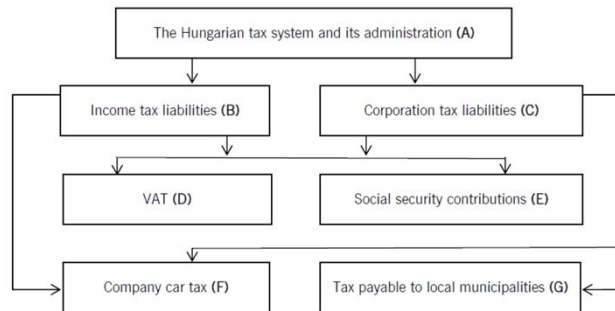 The Hungarian tax system and its administration (A)
Income tax liabilities (B)
Corporation tax liabilities (C)
VAT (D)
Social security contributions (E)
Company car tax (F)
Tax payable to local municipalities (G)